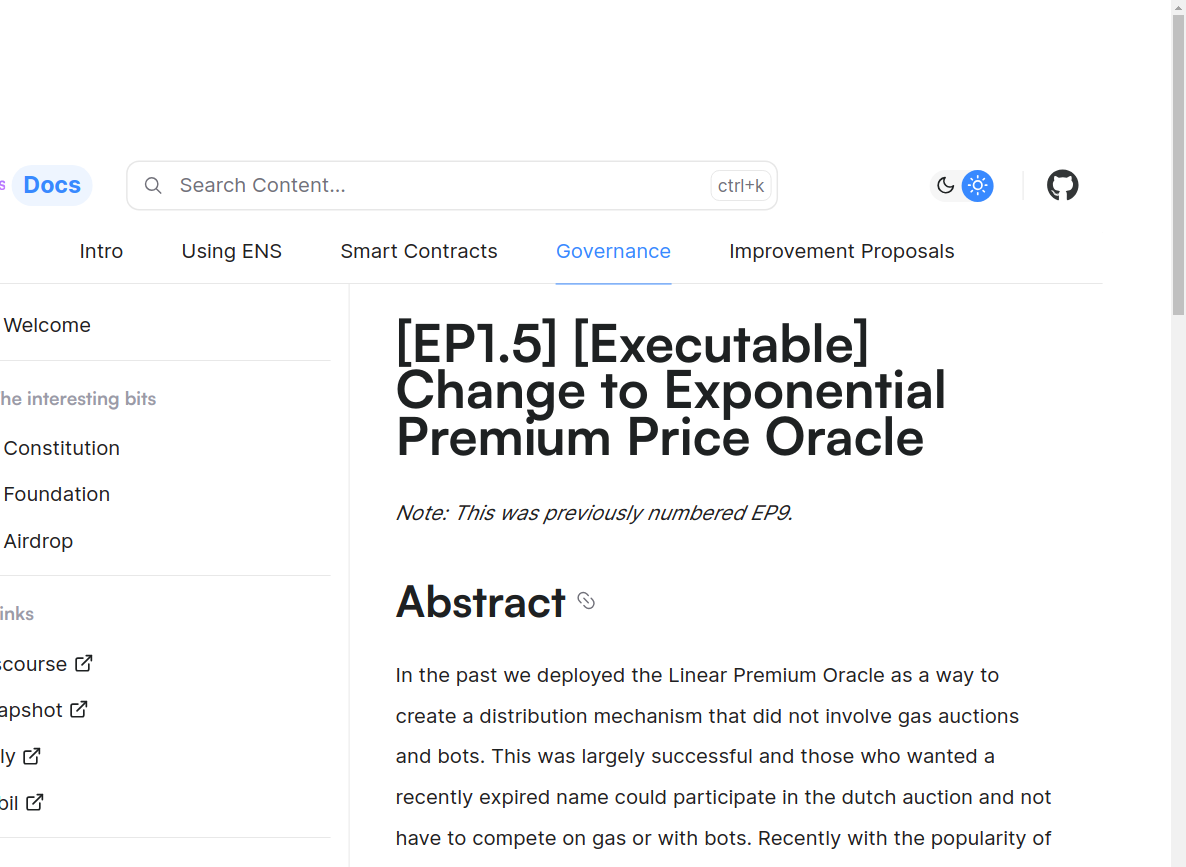 Docs
Search Content...
ctrl+k
Intro
Using ENS
Smart Contracts
Governance
Improvement Proposals
Welcome
he interesting bits
Constitution
Foundation
Airdrop
inks
scourse
apshot
ly
bil
[EP1.5] [Executable]
Change to Exponential
Premium Price Oracle
Note: This was previously numbered EP9.
Abstract
In the past we deployed the Linear Premium Oracle as a way to
create a distribution mechanism that did not involve gas auctions
and bots. This was largely successful and those who wanted a
recently expired name could participate in the dutch auction and not
have to compete on gas or with bots. Recently with the popularity of